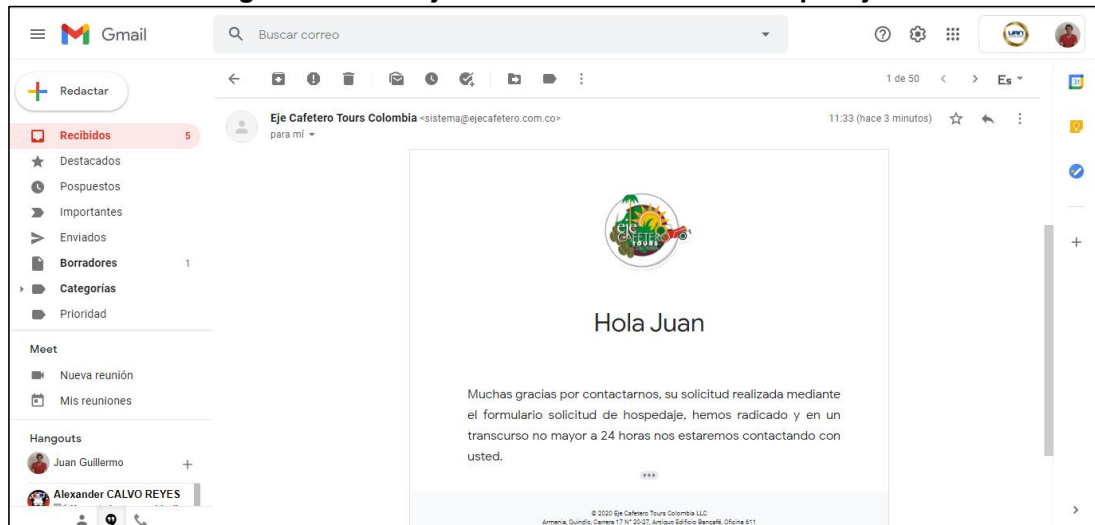 Gmail
Buscar correo
UAN
Redactar
1 de 50
Es
Recibidos 5
Destacados
Pospuestos
Importantes
Enviados
Borradores 1
Categorías
Prioridad
Meet
Nueva reunión
Mis reuniones
Hangouts
Juan Guillermo
Alexander CALVO REYES
Eje Cafetero Tours Colombia <sistema@ejecafetero.com.co>
11:33 (hace 3 minutos)
para mí
eje
CAFETERO
TOURS
Hola Juan
Muchas gracias por contactarnos, su solicitud realizada mediante
el formulario solicitud de hospedaje, hemos radicado y en un
transcurso no mayor a 24 horas nos estaremos contactando con
usted.
© 2020 Eje Cafetero Tours Colombia LLC
Armenia, Quindío, Carrera 17 N° 20-27, Antiguo Edificio Bancafé, Oficina 611